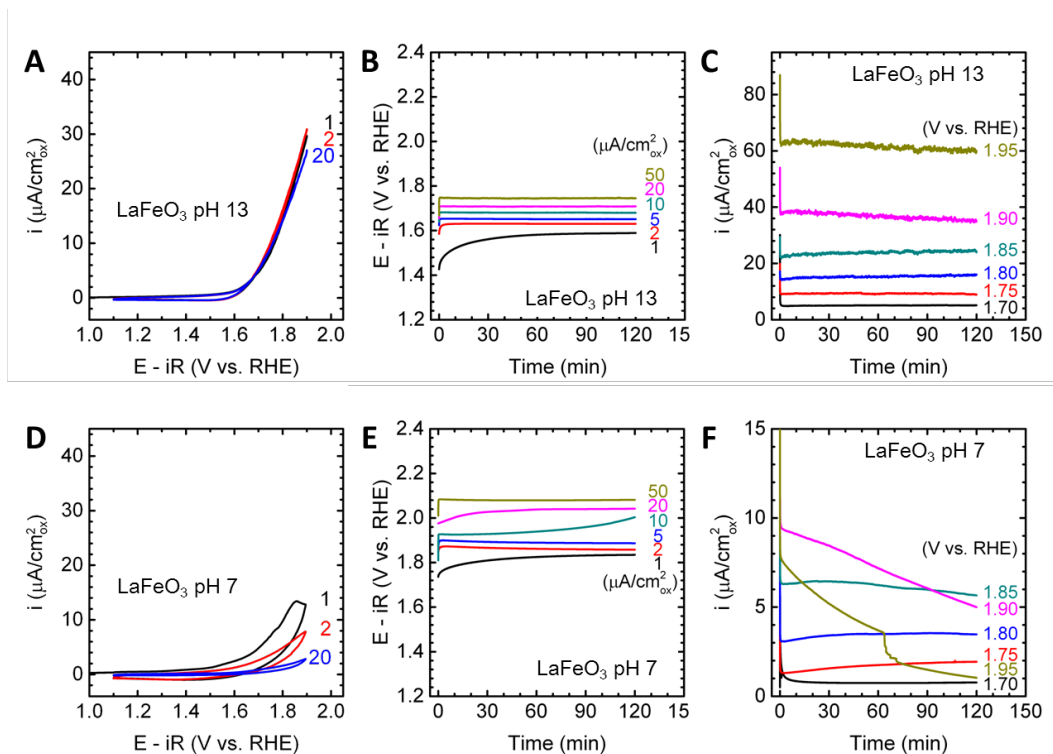 A
40
30
20
10
0
i (µA/cm²ox)
LaFeO₃ pH 13
1
2
20
1.0 1.2 1.4 1.6 1.8 2.0
E - iR (V vs. RHE)
B
2.4
2.2
2.0
1.8
1.6
1.4
1.2
E - iR (V vs. RHE)
(µA/cm²ox)
50
20
10
5
2
1
LaFeO₃ pH 13
0 30 60 90 120 15
Time (min)
C
80
60
40
20
0
i (µA/cm²ox)
LaFeO₃ pH 13
(V vs. RHE)
1.95
1.90
1.85
1.80
1.75
1.70
0 30 60 90 120 150
Time (min)
D
40
30
20
10
0
i (µA/cm²ox)
LaFeO₃ pH 7
1
2
20
1.0 1.2 1.4 1.6 1.8 2.0
E - iR (V vs. RHE)
E
2.4
2.2
2.0
1.8
1.6
1.4
1.2
E - iR (V vs. RHE)
50
20
10
5
2
1
(µA/cm²ox)
LaFeO₃ pH 7
0 30 60 90 120 15
Time (min)
F
15
10
5
0
i (µA/cm²ox)
LaFeO₃ pH 7
(V vs. RHE)
1.85
1.90
1.80
1.75
1.95
1.70
0 30 60 90 120 150
Time (min)